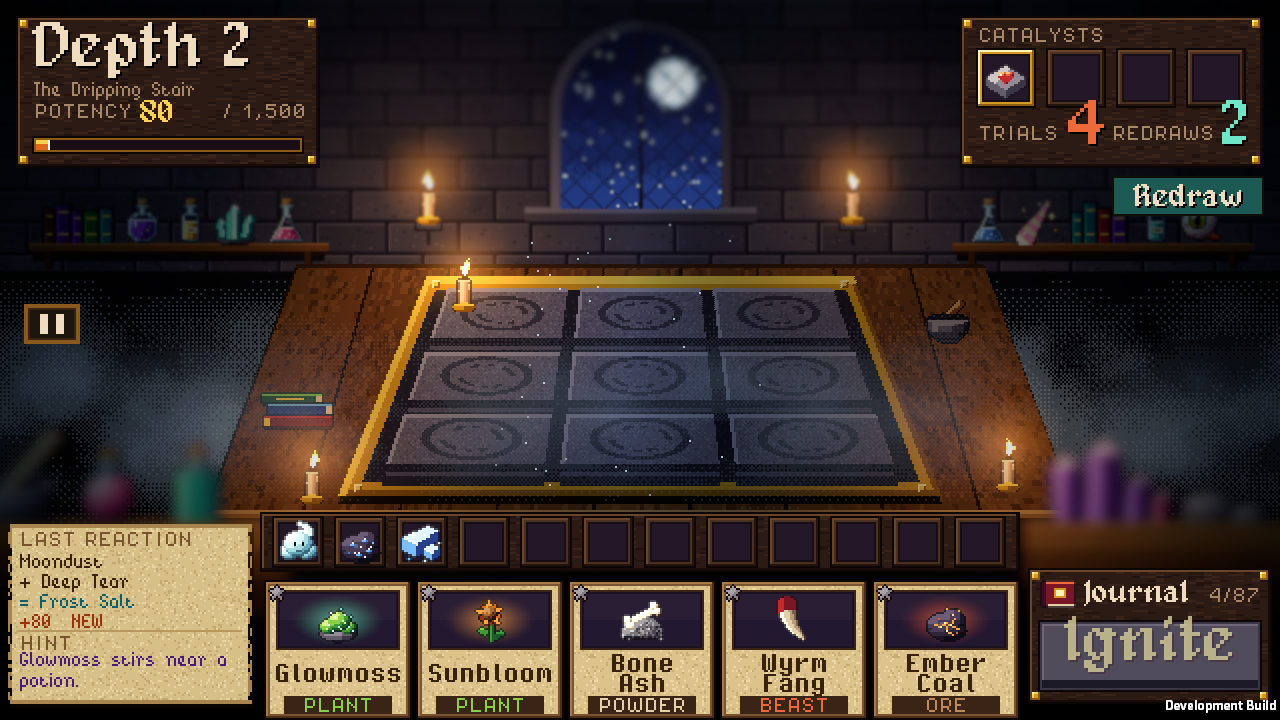 Depth 2
The Dripping Stair
POTENCY 80 / 1,500
CATALYSTS
TRIALS 4 REDRAWS 2
Redraw
LAST REACTION
Moondust
+ Deep Tear
= Frost Salt
+80 NEW
HINT
Glowmoss stirs near a
potion.
Glowmoss
PLANT
Sunbloom
PLANT
Bone
Ash
POWDER
Wyrm
Fang
BEAST
Ember
Coal
ORE
Journal 4/87
Ignite
Development Build